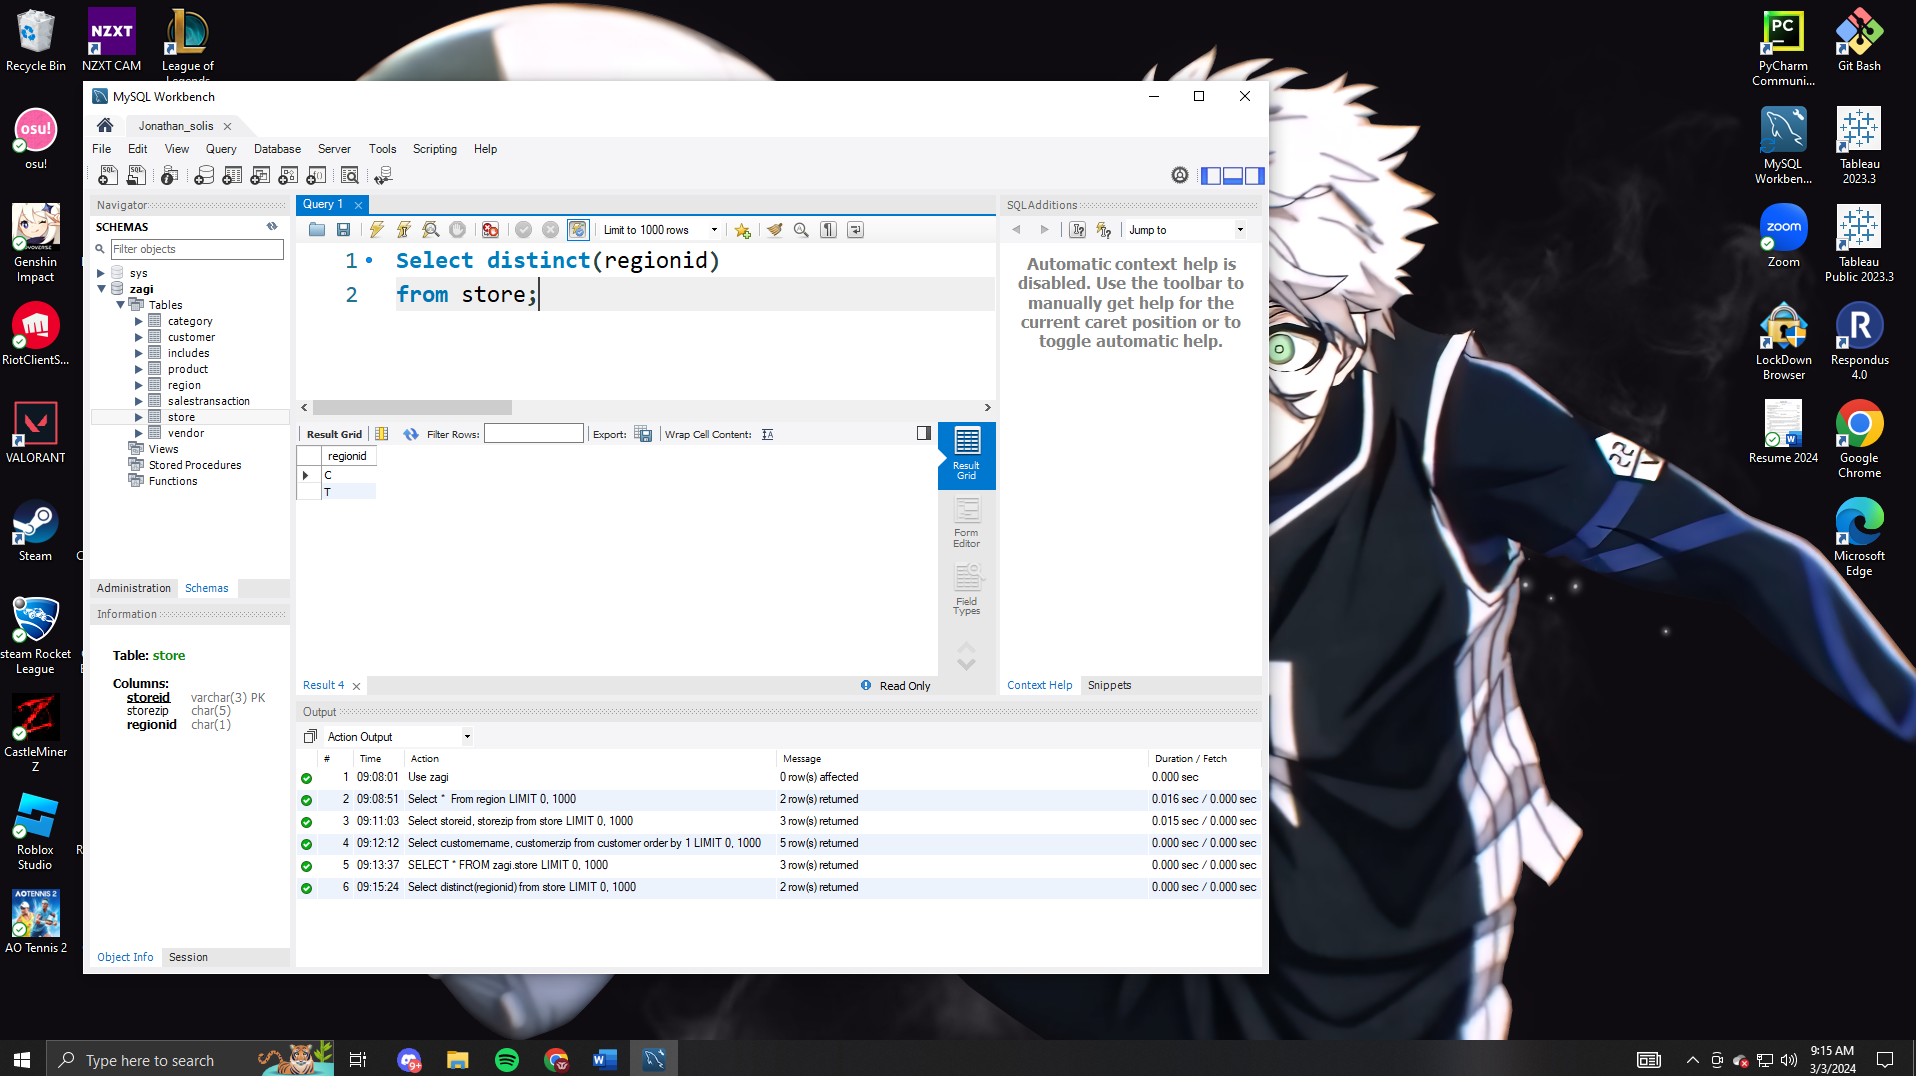 Recycle Bin
NZXT
NZXT CAM
League of
Legends
osu!
osu!
Genshin
Impact
RiotClientS...
VALORANT
Steam
steam Rocket
League
CastleMiner
Z
Roblox
Studio
AO Tennis 2
PC
PyCharm
Communi...
Git Bash
MySQL
Workben...
Tableau
2023.3
zoom
Zoom
Tableau
Public 2023.3
LockDown
Browser
R
Respondus
4.0
Resume 2024
Google
Chrome
Microsoft
Edge
MySQL Workbench
Jonathan_solis
File Edit View Query Database Server Tools Scripting Help
Navigator
SCHEMAS
Filter objects
sys
zagi
Tables
category
customer
includes
product
region
salestransaction
store
vendor
Views
Stored Procedures
Functions
Administration Schemas
Information
Table: store
Columns:
storeid varchar(3) PK
storezip char(5)
regionid char(1)
Object Info Session
Query 1
Limit to 1000 rows
1 Select distinct(regionid)
2 from store;
Result Grid Filter Rows: Export: Wrap Cell Content:
regionid
C
T
Result
Grid
Form
Editor
Field
Types
Result 4
Read Only
SQLAdditions
Jump to
Automatic context help is
disabled. Use the toolbar to
manually get help for the
current caret position or to
toggle automatic help.
Context Help Snippets
Output
Action Output
# Time Action Message Duration / Fetch
1 09:08:01 Use zagi 0 row(s) affected 0.000 sec
2 09:08:51 Select * From region LIMIT 0, 1000 2 row(s) returned 0.016 sec / 0.000 sec
3 09:11:03 Select storeid, storezip from store LIMIT 0, 1000 3 row(s) returned 0.015 sec / 0.000 sec
4 09:12:12 Select customername, customerzip from customer order by 1 LIMIT 0, 1000 5 row(s) returned 0.000 sec / 0.000 sec
5 09:13:37 SELECT * FROM zagi.store LIMIT 0, 1000 3 row(s) returned 0.000 sec / 0.000 sec
6 09:15:24 Select distinct(regionid) from store LIMIT 0, 1000 2 row(s) returned 0.000 sec / 0.000 sec
Type here to search
9+
9:15 AM
3/3/2024